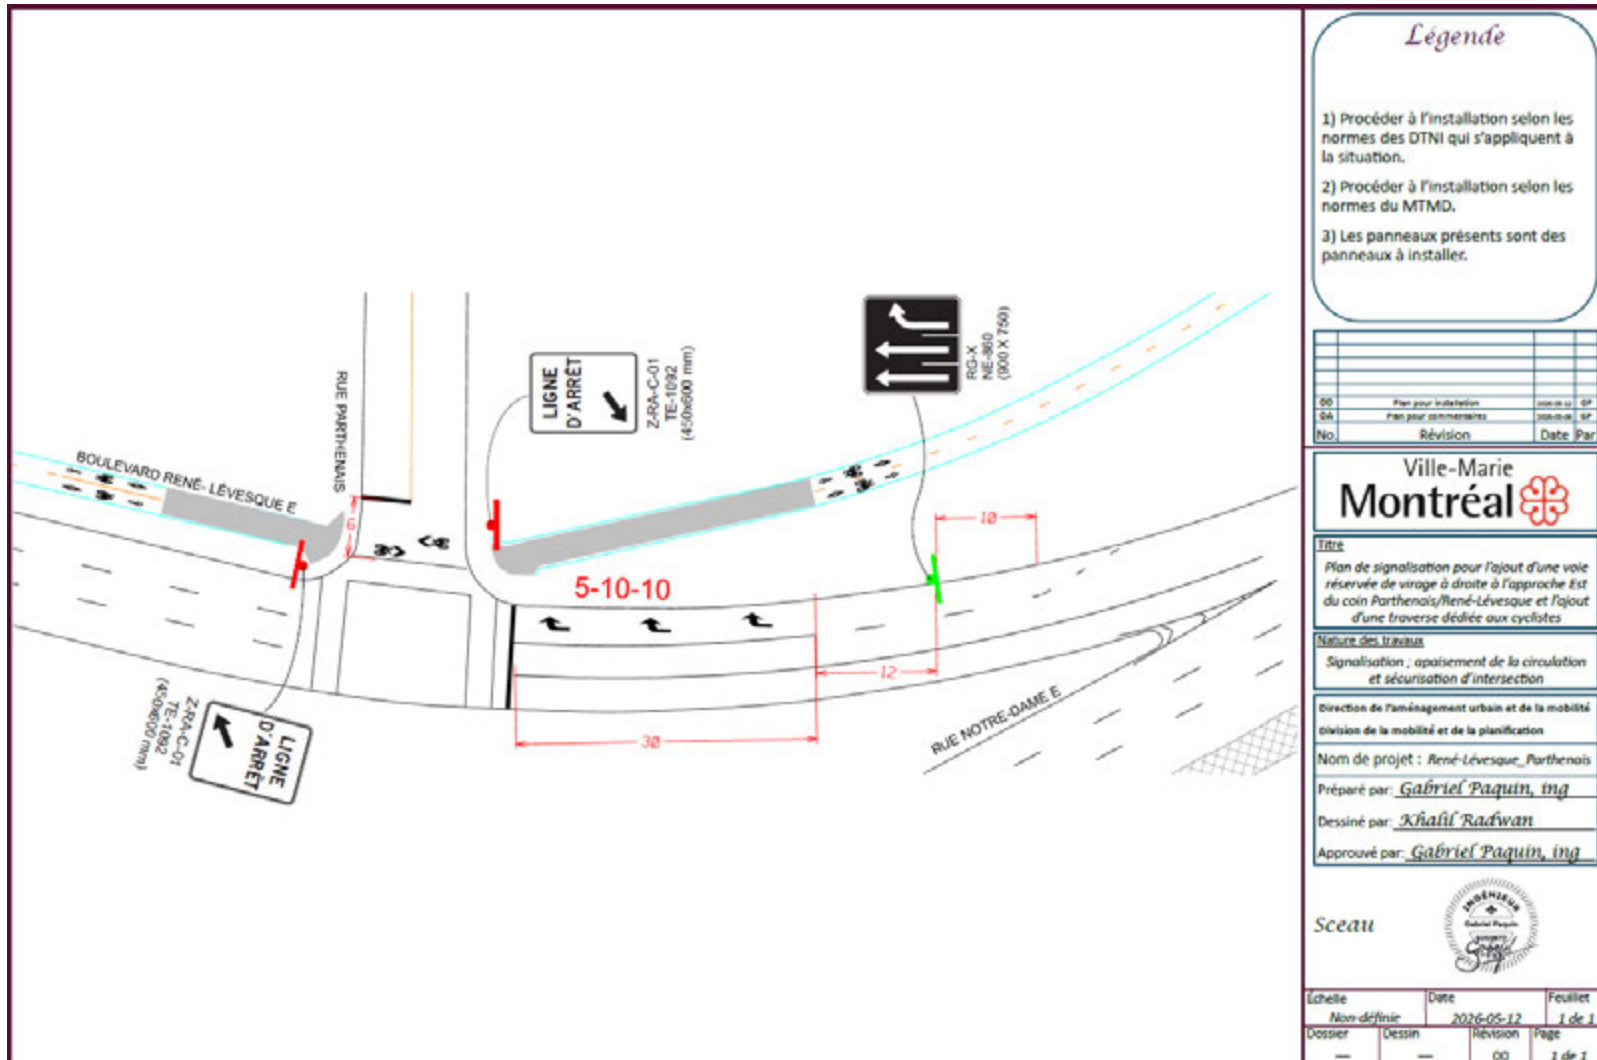 BOULEVARD RENÉ- LÉVESQUE E
RUE PARTHENAIS
6
LIGNE
D'ARRÊT
Z-RA-C-01
TE-1092
(450x600 mm)
RG-X
NE-860
(900 X 750)
10
5-10-10
12
30
RUE NOTRE-DAME E
LIGNE
D'ARRÊT
Z-RA-C-01
TE-1092
(450x600 mm)
Légende
1) Procéder à l'installation selon les
normes des DTNI qui s'appliquent à
la situation.
2) Procéder à l'installation selon les
normes du MTMD.
3) Les panneaux présents sont des
panneaux à installer.
00 Plan pour installation GP
0A Plan pour commentaires GP
No. Révision Date Par
Ville-Marie
Montréal
Titre
Plan de signalisation pour l'ajout d'une voie
réservée de virage à droite à l'approche Est
du coin Parthenais/René-Lévesque et l'ajout
d'une traverse dédiée aux cyclistes
Nature des travaux
Signalisation ; apaisement de la circulation
et sécurisation d'intersection
Direction de l'aménagement urbain et de la mobilité
Division de la mobilité et de la planification
Nom de projet : René-Lévesque_Parthenais
Préparé par: Gabriel Paquin, ing
Dessiné par: Khalil Radwan
Approuvé par: Gabriel Paquin, ing
Sceau
INGÉNIEUR
Gabriel Paquin
Échelle Date Feuillet
Non-définie 2026-05-12 1 de 1
Dossier Dessin Révision Page
— — 00 1 de 1